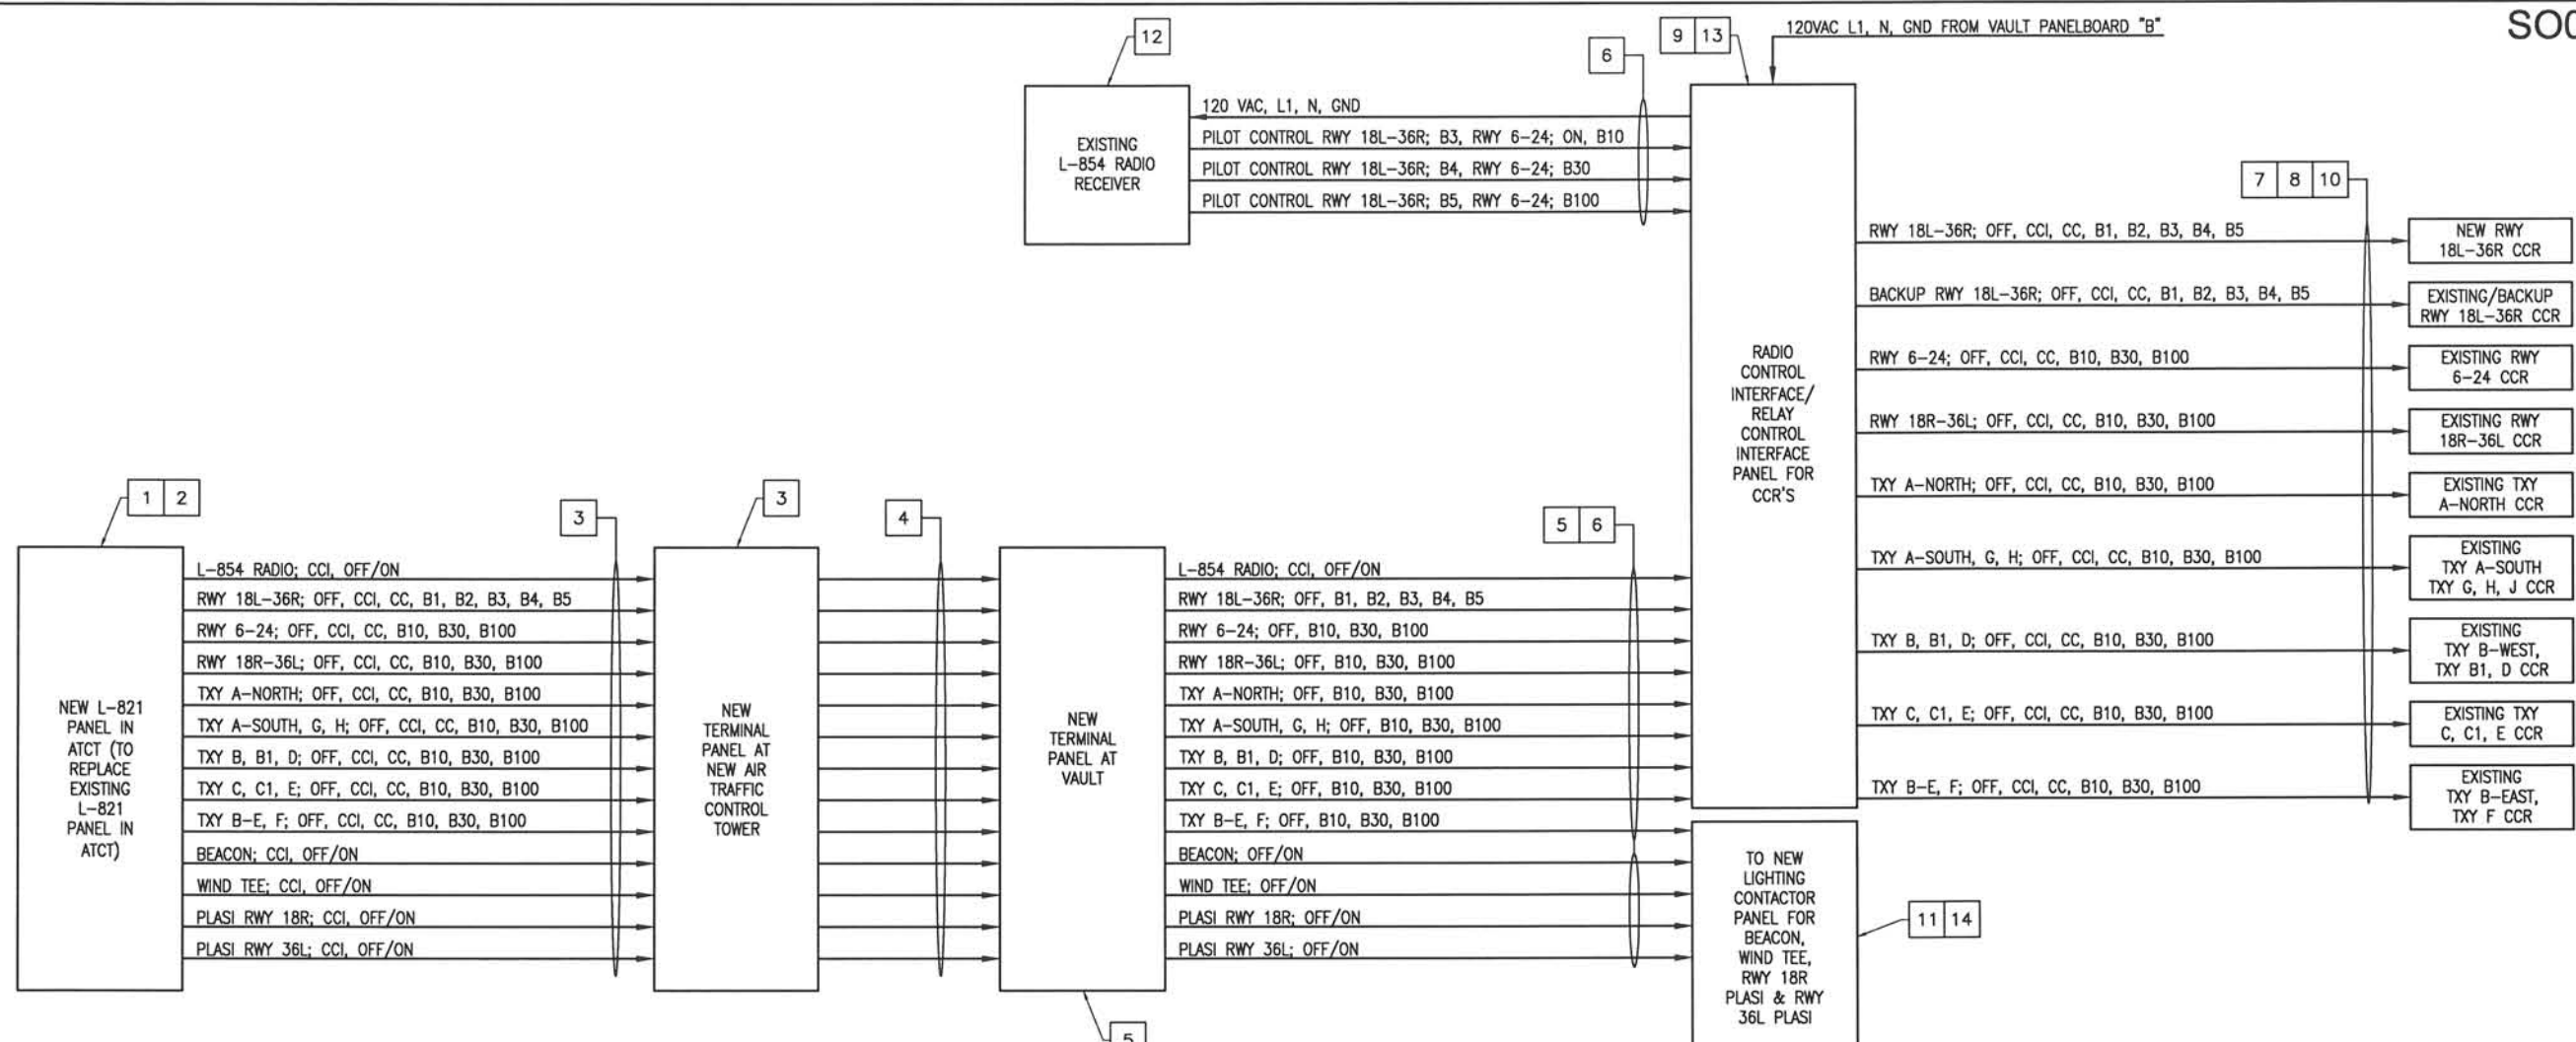 SO0
12
9 13
120VAC L1, N, GND FROM VAULT PANELBOARD "B"
6
EXISTING
L-854 RADIO
RECEIVER
120 VAC, L1, N, GND
PILOT CONTROL RWY 18L-36R; B3, RWY 6-24; ON, B10
PILOT CONTROL RWY 18L-36R; B4, RWY 6-24; B30
PILOT CONTROL RWY 18L-36R; B5, RWY 6-24; B100
RADIO
CONTROL
INTERFACE/
RELAY
CONTROL
INTERFACE
PANEL FOR
CCR'S
7 8 10
RWY 18L-36R; OFF, CCI, CC, B1, B2, B3, B4, B5
BACKUP RWY 18L-36R; OFF, CCI, CC, B1, B2, B3, B4, B5
RWY 6-24; OFF, CCI, CC, B10, B30, B100
RWY 18R-36L; OFF, CCI, CC, B10, B30, B100
TXY A-NORTH; OFF, CCI, CC, B10, B30, B100
TXY A-SOUTH, G, H; OFF, CCI, CC, B10, B30, B100
TXY B, B1, D; OFF, CCI, CC, B10, B30, B100
TXY C, C1, E; OFF, CCI, CC, B10, B30, B100
TXY B-E, F; OFF, CCI, CC, B10, B30, B100
NEW RWY
18L-36R CCR
EXISTING/BACKUP
RWY 18L-36R CCR
EXISTING RWY
6-24 CCR
EXISTING RWY
18R-36L CCR
EXISTING TXY
A-NORTH CCR
EXISTING
TXY A-SOUTH
TXY G, H, J CCR
EXISTING
TXY B-WEST,
TXY B1, D CCR
EXISTING TXY
C, C1, E CCR
EXISTING
TXY B-EAST,
TXY F CCR
1 2
NEW L-821
PANEL IN
ATCT (TO
REPLACE
EXISTING
L-821
PANEL IN
ATCT)
3
L-854 RADIO; CCI, OFF/ON
RWY 18L-36R; OFF, CCI, CC, B1, B2, B3, B4, B5
RWY 6-24; OFF, CCI, CC, B10, B30, B100
RWY 18R-36L; OFF, CCI, CC, B10, B30, B100
TXY A-NORTH; OFF, CCI, CC, B10, B30, B100
TXY A-SOUTH, G, H; OFF, CCI, CC, B10, B30, B100
TXY B, B1, D; OFF, CCI, CC, B10, B30, B100
TXY C, C1, E; OFF, CCI, CC, B10, B30, B100
TXY B-E, F; OFF, CCI, CC, B10, B30, B100
BEACON; CCI, OFF/ON
WIND TEE; CCI, OFF/ON
PLASI RWY 18R; CCI, OFF/ON
PLASI RWY 36L; CCI, OFF/ON
3
NEW
TERMINAL
PANEL AT
NEW AIR
TRAFFIC
CONTROL
TOWER
4
NEW
TERMINAL
PANEL AT
VAULT
5
5 6
L-854 RADIO; CCI, OFF/ON
RWY 18L-36R; OFF, B1, B2, B3, B4, B5
RWY 6-24; OFF, B10, B30, B100
RWY 18R-36L; OFF, B10, B30, B100
TXY A-NORTH; OFF, B10, B30, B100
TXY A-SOUTH, G, H; OFF, B10, B30, B100
TXY B, B1, D; OFF, B10, B30, B100
TXY C, C1, E; OFF, B10, B30, B100
TXY B-E, F; OFF, B10, B30, B100
BEACON; OFF/ON
WIND TEE; OFF/ON
PLASI RWY 18R; OFF/ON
PLASI RWY 36L; OFF/ON
TO NEW
LIGHTING
CONTACTOR
PANEL FOR
BEACON,
WIND TEE,
RWY 18R
PLASI & RWY
36L PLASI
11 14